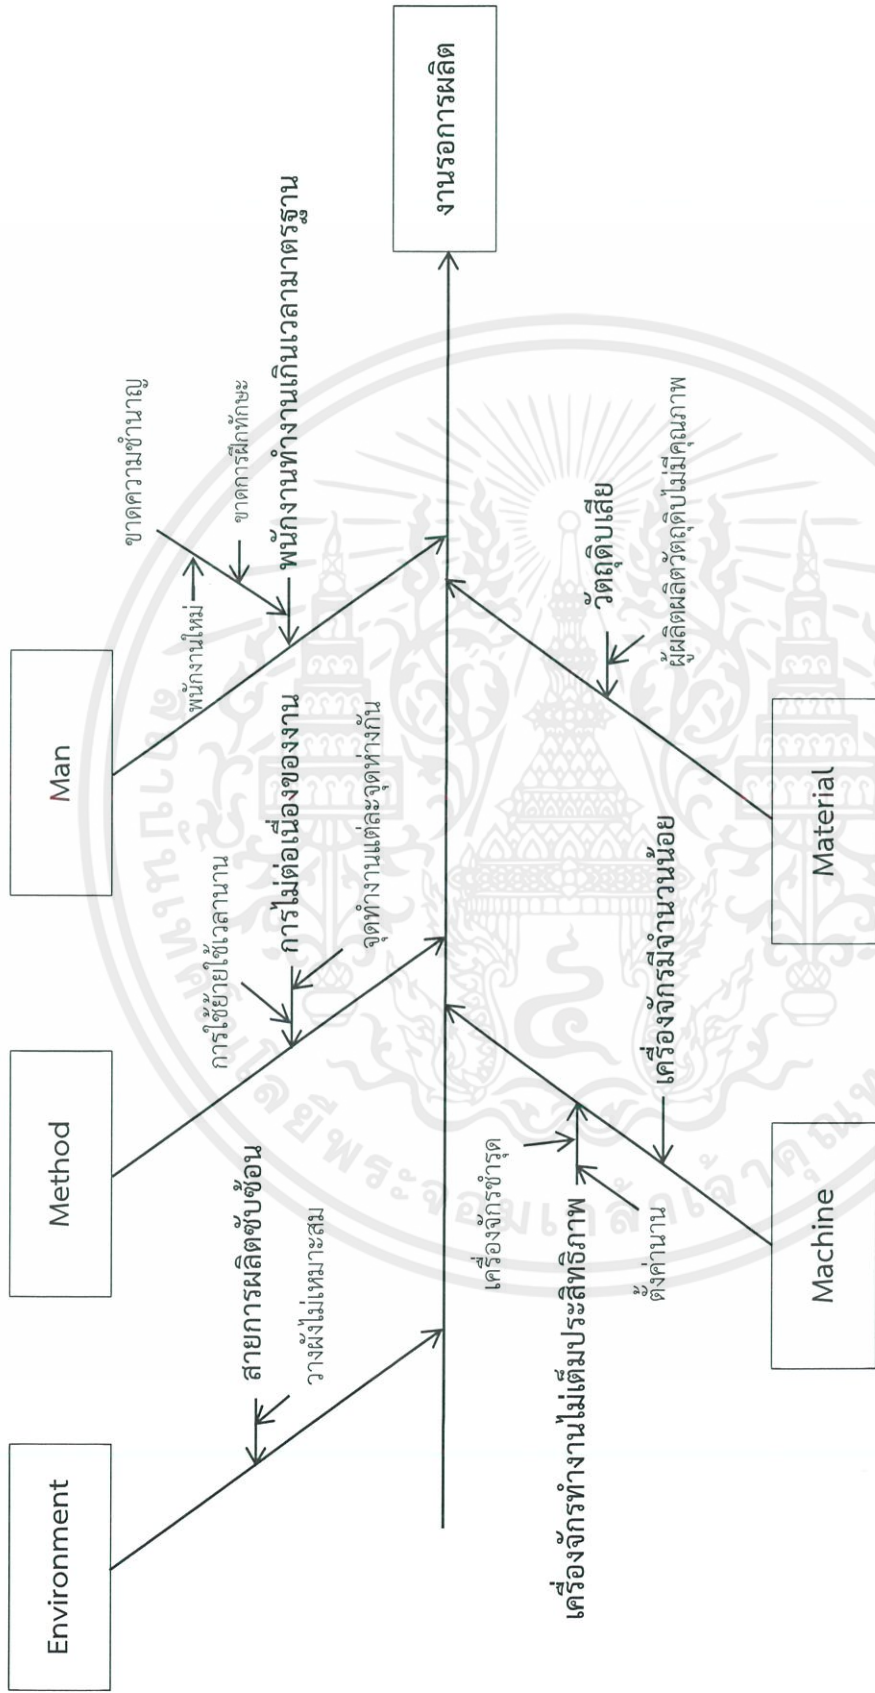 Environment
Method
Man
สายการผลิตซับซ้อน
วางผังไม่เหมาะสม
การใช้ย้ายใช้เวลานาน
การไม่ต่อเนื่องของงาน
จุดทำงานแต่ละจุดห่างกัน
ขาดความชำนาญ
พนักงานใหม่
ขาดการฝึกทักษะ
พนักงานทำงานเกินเวลามาตรฐาน
งานรอการผลิต
เครื่องจักรชำรุด
เครื่องจักรทำงานไม่เต็มประสิทธิภาพ
ตั้งค่านาน
เครื่องจักรมีจำนวนน้อย
วัตถุดิบเสีย
ผู้ผลิตผลิตวัตถุดิบไม่มีคุณภาพ
Machine
Material